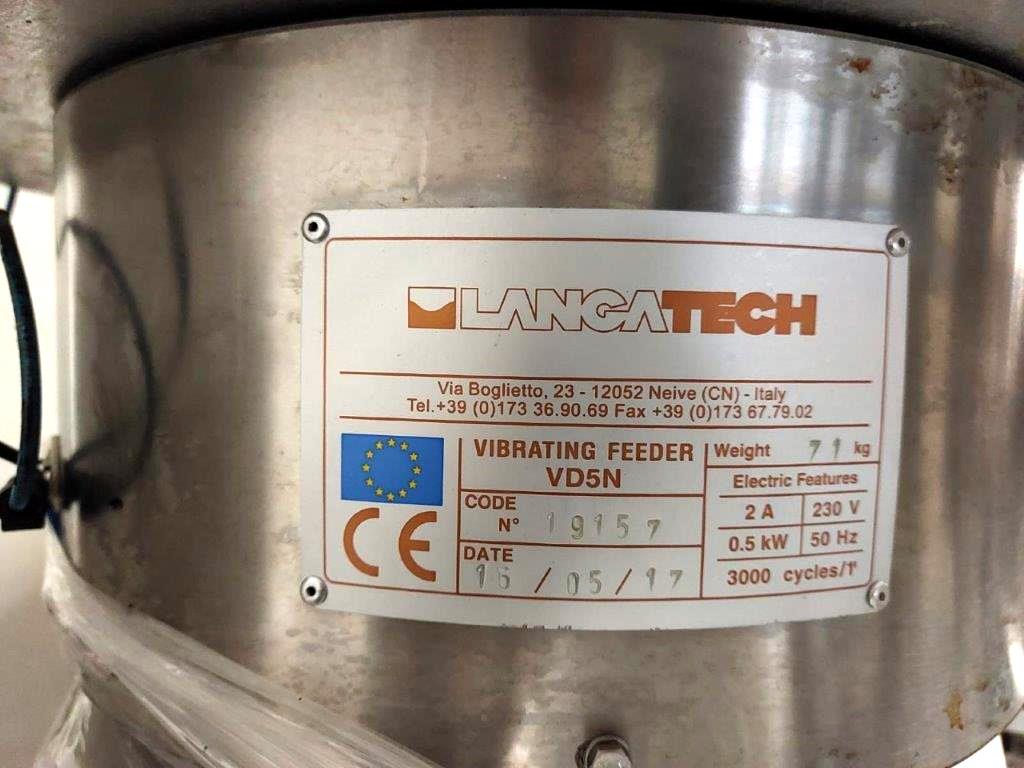 LANGATECH
Via Boglietto, 23 - 12052 Neive (CN) - Italy
Tel.+39 (0)173 36.90.69 Fax +39 (0)173 67.79.02
CE
VIBRATING FEEDER
VD5N
CODE
N° 19157
DATE
16 / 05 / 17
Weight 71 kg
Electric Features
2 A 230 V
0.5 kW 50 Hz
3000 cycles/1'